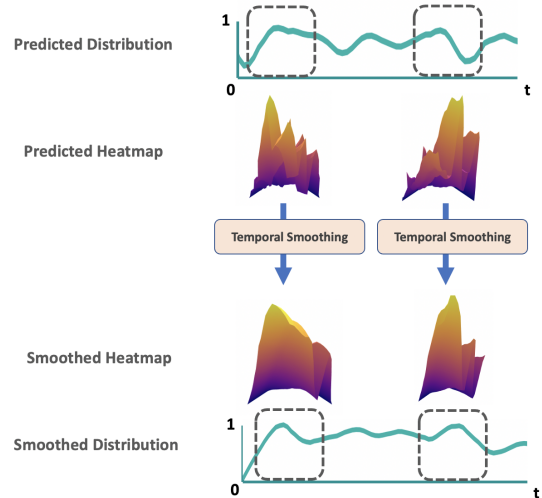 1
Predicted Distribution
0
t
Predicted Heatmap
Temporal Smoothing
Temporal Smoothing
Smoothed Heatmap
1
Smoothed Distribution
0
t